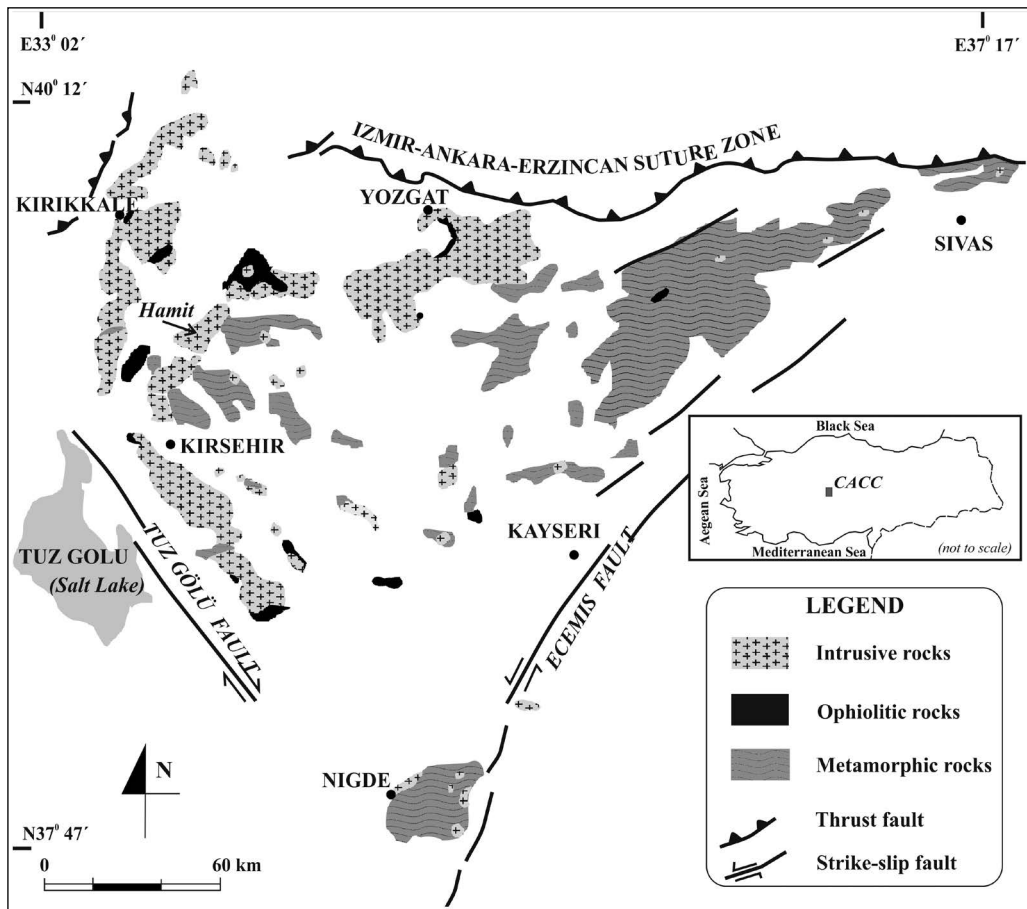 E33⁰ 02´
E37⁰ 17´
N40⁰ 12´
IZMIR-ANKARA-ERZINCAN SUTURE ZONE
KIRIKKALE
YOZGAT
SIVAS
Hamit
KIRSEHIR
Black Sea
Aegean Sea
CACC
Mediterranean Sea
(not to scale)
TUZ GOLU
(Salt Lake)
TUZ GÖLÜ FAULT
KAYSERI
ECEMIS FAULT
LEGEND
Intrusive rocks
Ophiolitic rocks
Metamorphic rocks
Thrust fault
Strike-slip fault
N
NIGDE
N37⁰ 47´
0
60 km